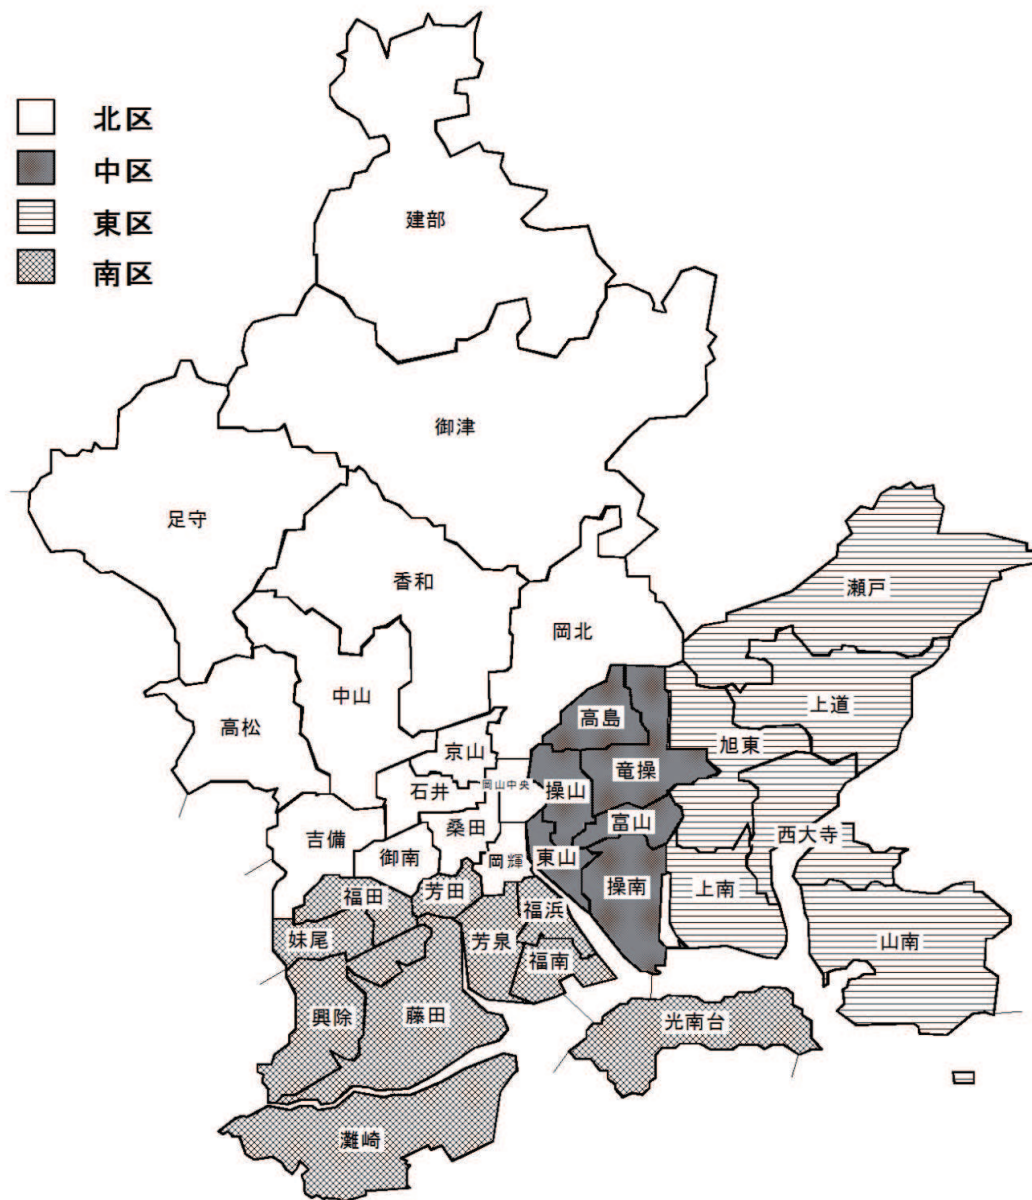 北区
中区
東区
南区
建部
御津
足守
香和
瀬戸
岡北
中山
上道
高松
高島
旭東
京山
竜操
石井
岡山中央
操山
桑田
富山
西大寺
吉備
御南
岡輝
東山
操南
上南
福田
芳田
福浜
妹尾
芳泉
山南
福南
興除
藤田
光南台
灘崎